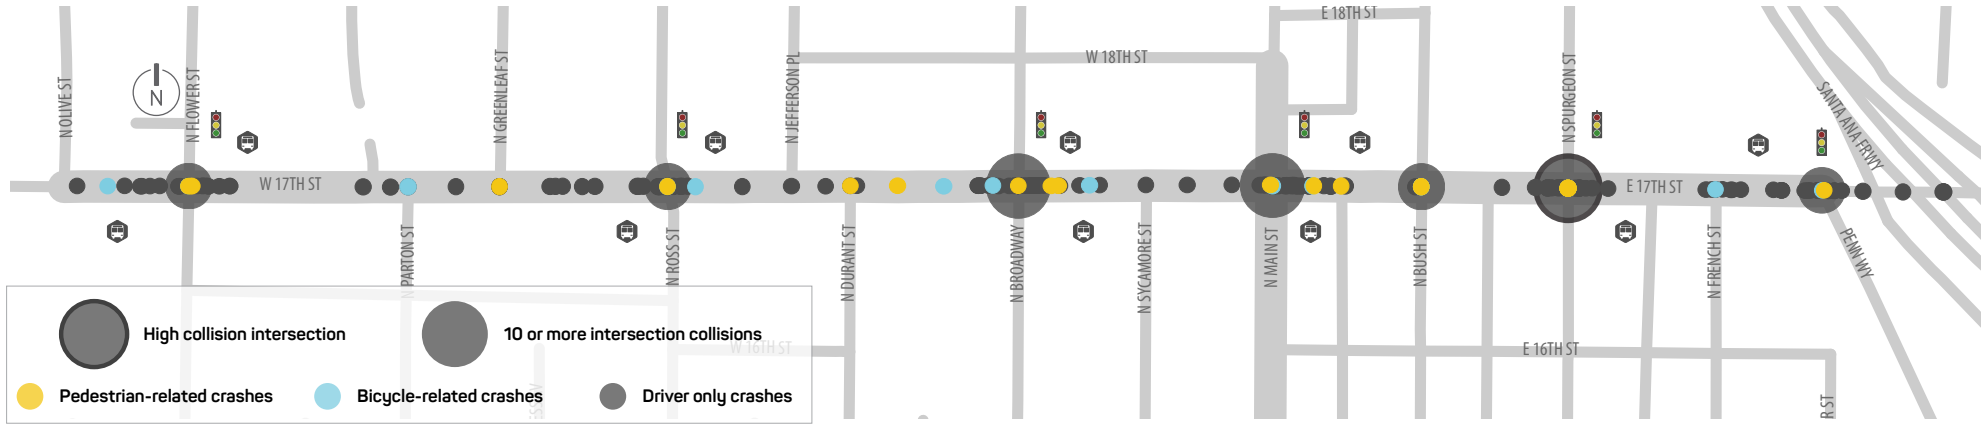 E 18TH ST
W 18TH ST
N OLIVE ST
N
N FLOWER ST
N GREENLEAF ST
N JEFFERSON PL
N SPURGEON ST
SANTA ANA FRWY
W 17TH ST
E 17TH ST
N PARTON ST
N ROSS ST
N DURANT ST
N BROADWAY
N SYCAMORE ST
N MAIN ST
N BUSH ST
N FRENCH ST
PENN WY
High collision intersection
10 or more intersection collisions
W 16TH ST
E 16TH ST
Pedestrian-related crashes
Bicycle-related crashes
Driver only crashes
R ST